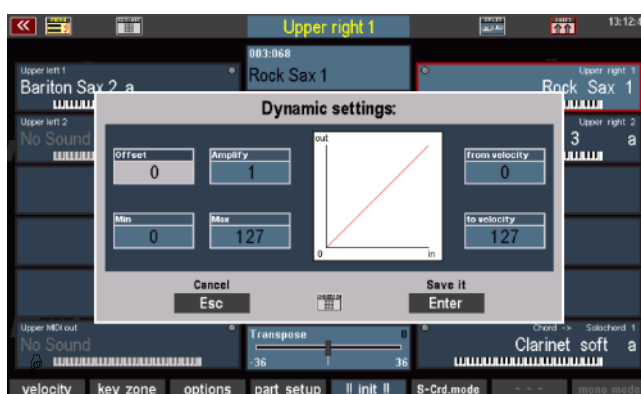 Upper right 1
13:12:4
003:068
Rock Sax 1
Upper left 1
Bariton Sax 2 a
Upper right 1
Rock Sax 1
Upper left 2
No Sound
Upper right 2
3 a
Dynamic settings:
Offset
0
Amplify
1
out
0
in
from velocity
0
Min
0
Max
127
to velocity
127
Cancel
Esc
Save it
Enter
Upper MIDI out
No Sound
Transpose 0
-36 36
Chord -> Solochord 1
Clarinet soft a
velocity key zone options part setup !! init !! S-Crd.mode - - - mono mode